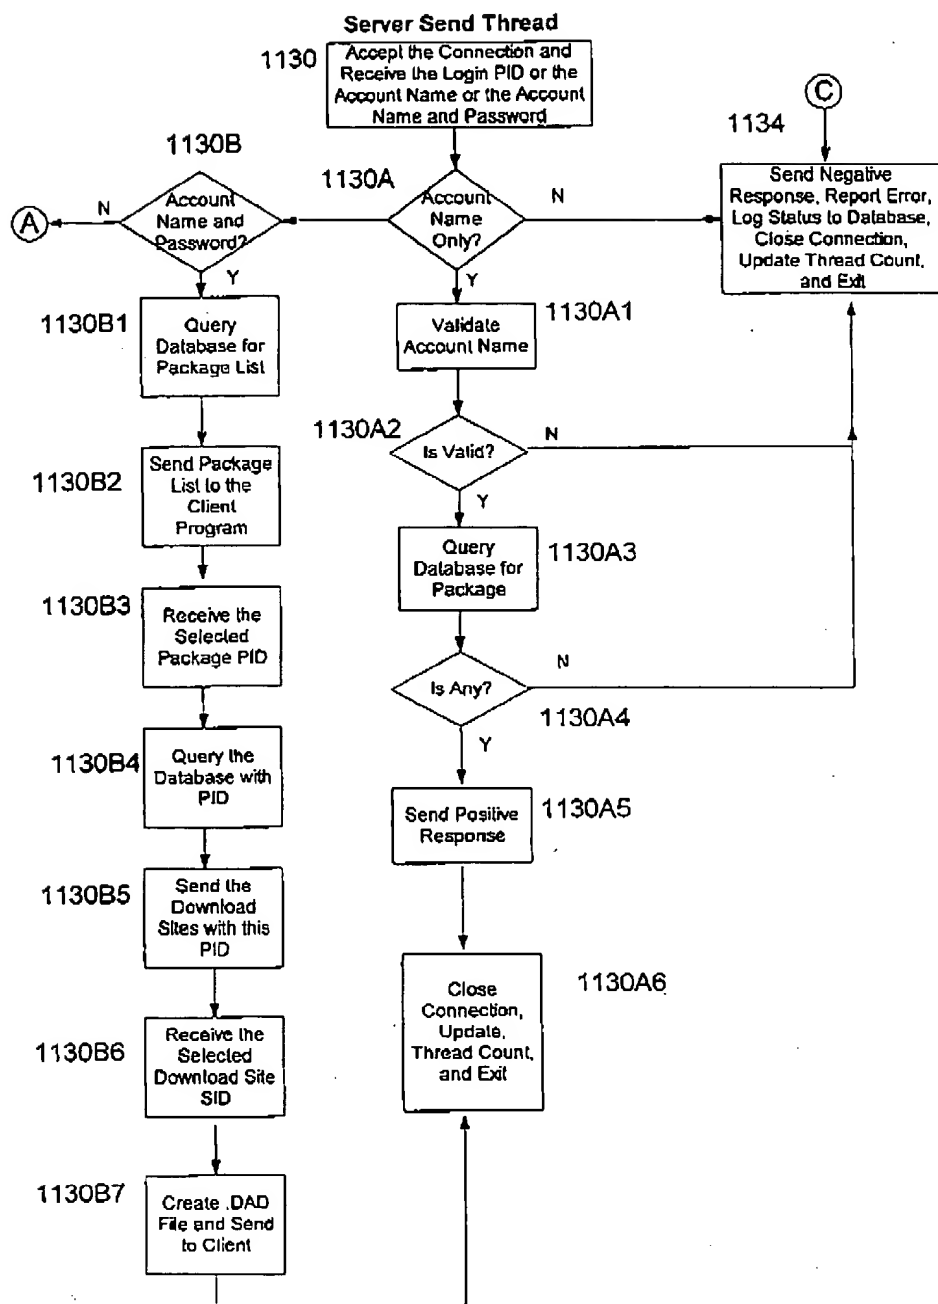 Server Send Thread
1130
Accept the Connection and
Receive the Login PID or the
Account Name or the Account
Name and Password
C
1134
Send Negative
Response, Report Error,
Log Status to Database,
Close Connection,
Update Thread Count,
and Exit
1130B
1130A
Account
Name and
Password?
N
A
Account
Name
Only?
N
Y
Y
1130B1
Query
Database for
Package List
1130A1
Validate
Account Name
1130A2
Is Valid?
N
Y
1130B2
Send Package
List to the
Client
Program
1130A3
Query
Database for
Package
1130B3
Receive the
Selected
Package PID
Is Any?
N
1130A4
Y
1130B4
Query the
Database with
PID
1130A5
Send Positive
Response
1130B5
Send the
Download
Sites with this
PID
1130A6
Close
Connection,
Update,
Thread Count,
and Exit
1130B6
Receive the
Selected
Download Site
SID
1130B7
Create .DAD
File and Send
to Client